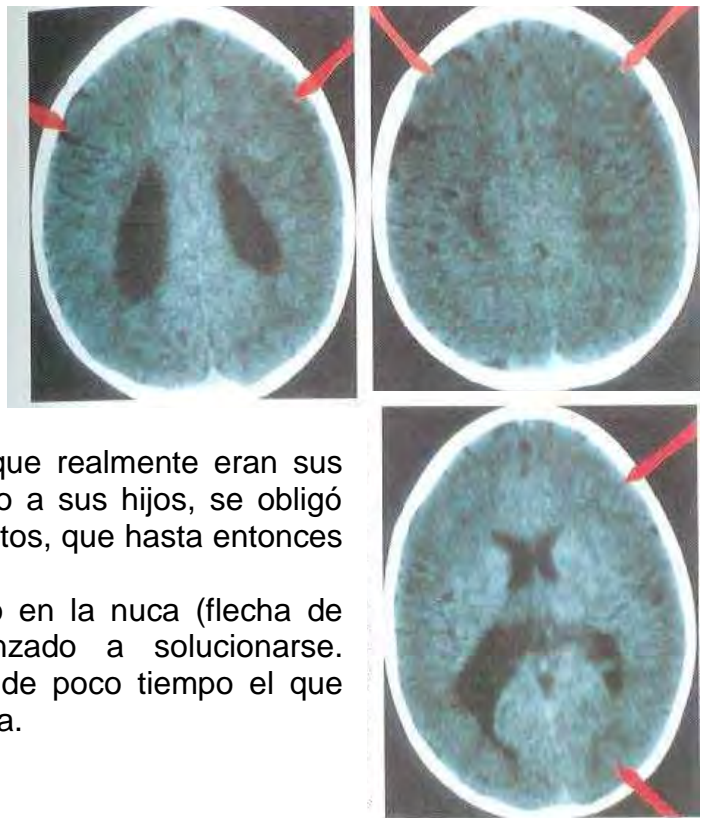 que realmente eran sus
o a sus hijos, se obligó
tos, que hasta entonces
o en la nuca (flecha de
nzado a solucionarse.
de poco tiempo el que
a.